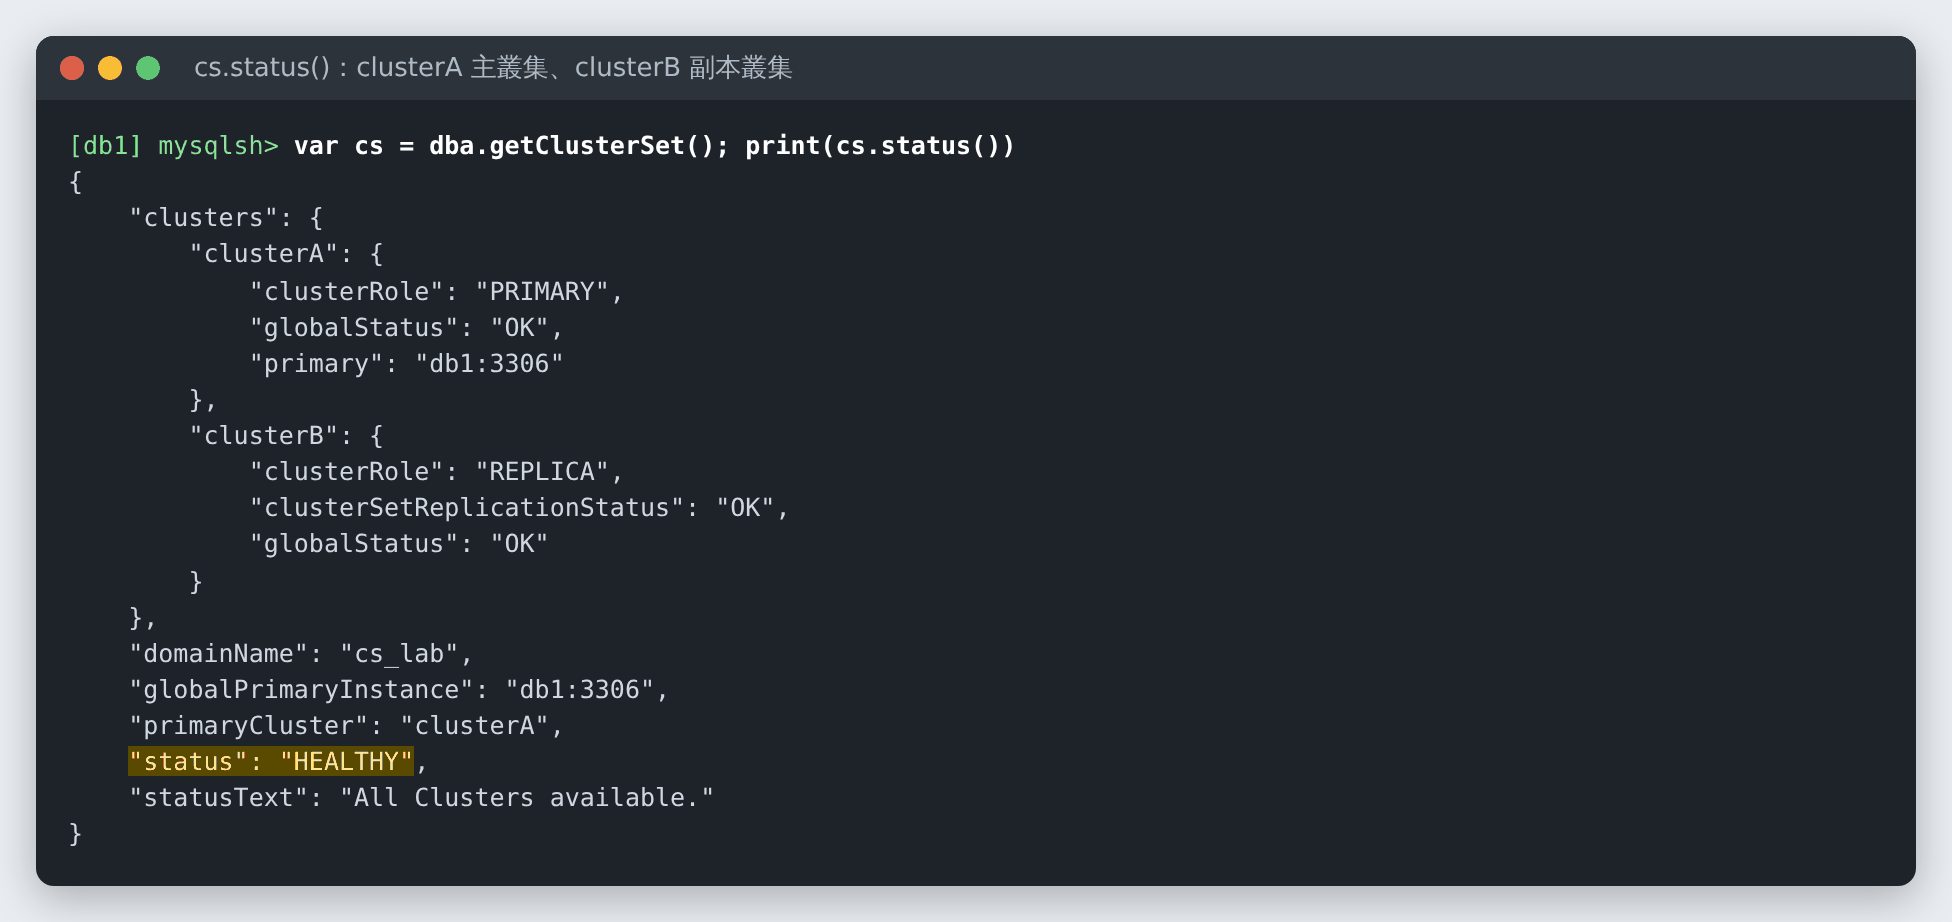 cs.status()：clusterA 主叢集、clusterB 副本叢集
[db1] mysqlsh> var cs = dba.getClusterSet(); print(cs.status())
{
    "clusters": {
        "clusterA": {
            "clusterRole": "PRIMARY",
            "globalStatus": "OK",
            "primary": "db1:3306"
        },
        "clusterB": {
            "clusterRole": "REPLICA",
            "clusterSetReplicationStatus": "OK",
            "globalStatus": "OK"
        }
    },
    "domainName": "cs_lab",
    "globalPrimaryInstance": "db1:3306",
    "primaryCluster": "clusterA",
    "status": "HEALTHY",
    "statusText": "All Clusters available."
}